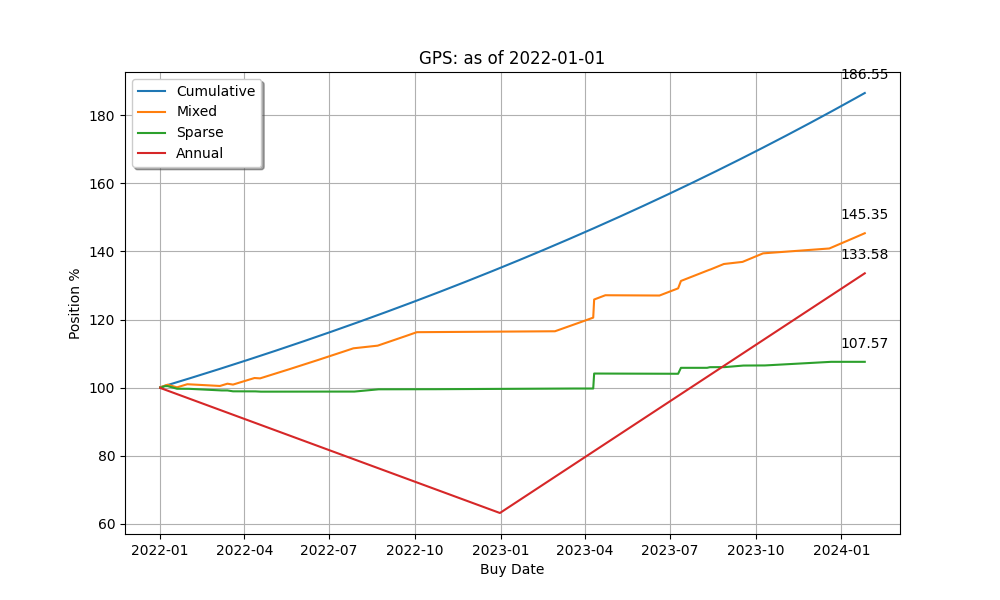 GPS: as of 2022-01-01
186.55
Cumulative
Mixed
Sparse
Annual
180
160
145.35
140
133.58
120
107.57
100
80
60
Position %
2022-01 2022-04 2022-07 2022-10 2023-01 2023-04 2023-07 2023-10 2024-01
Buy Date